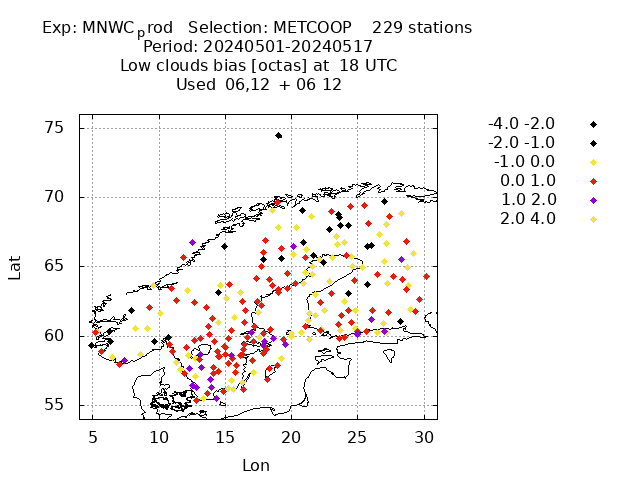 Exp: MNWCprod   Selection: METCOOP    229 stations
Period: 20240501-20240517
Low clouds bias [octas] at  18 UTC
Used  06,12  + 06 12
-4.0 -2.0
-2.0 -1.0
-1.0 0.0
0.0 1.0
1.0 2.0
2.0 4.0
75
70
65
60
55
Lat
5 10 15 20 25 30
Lon